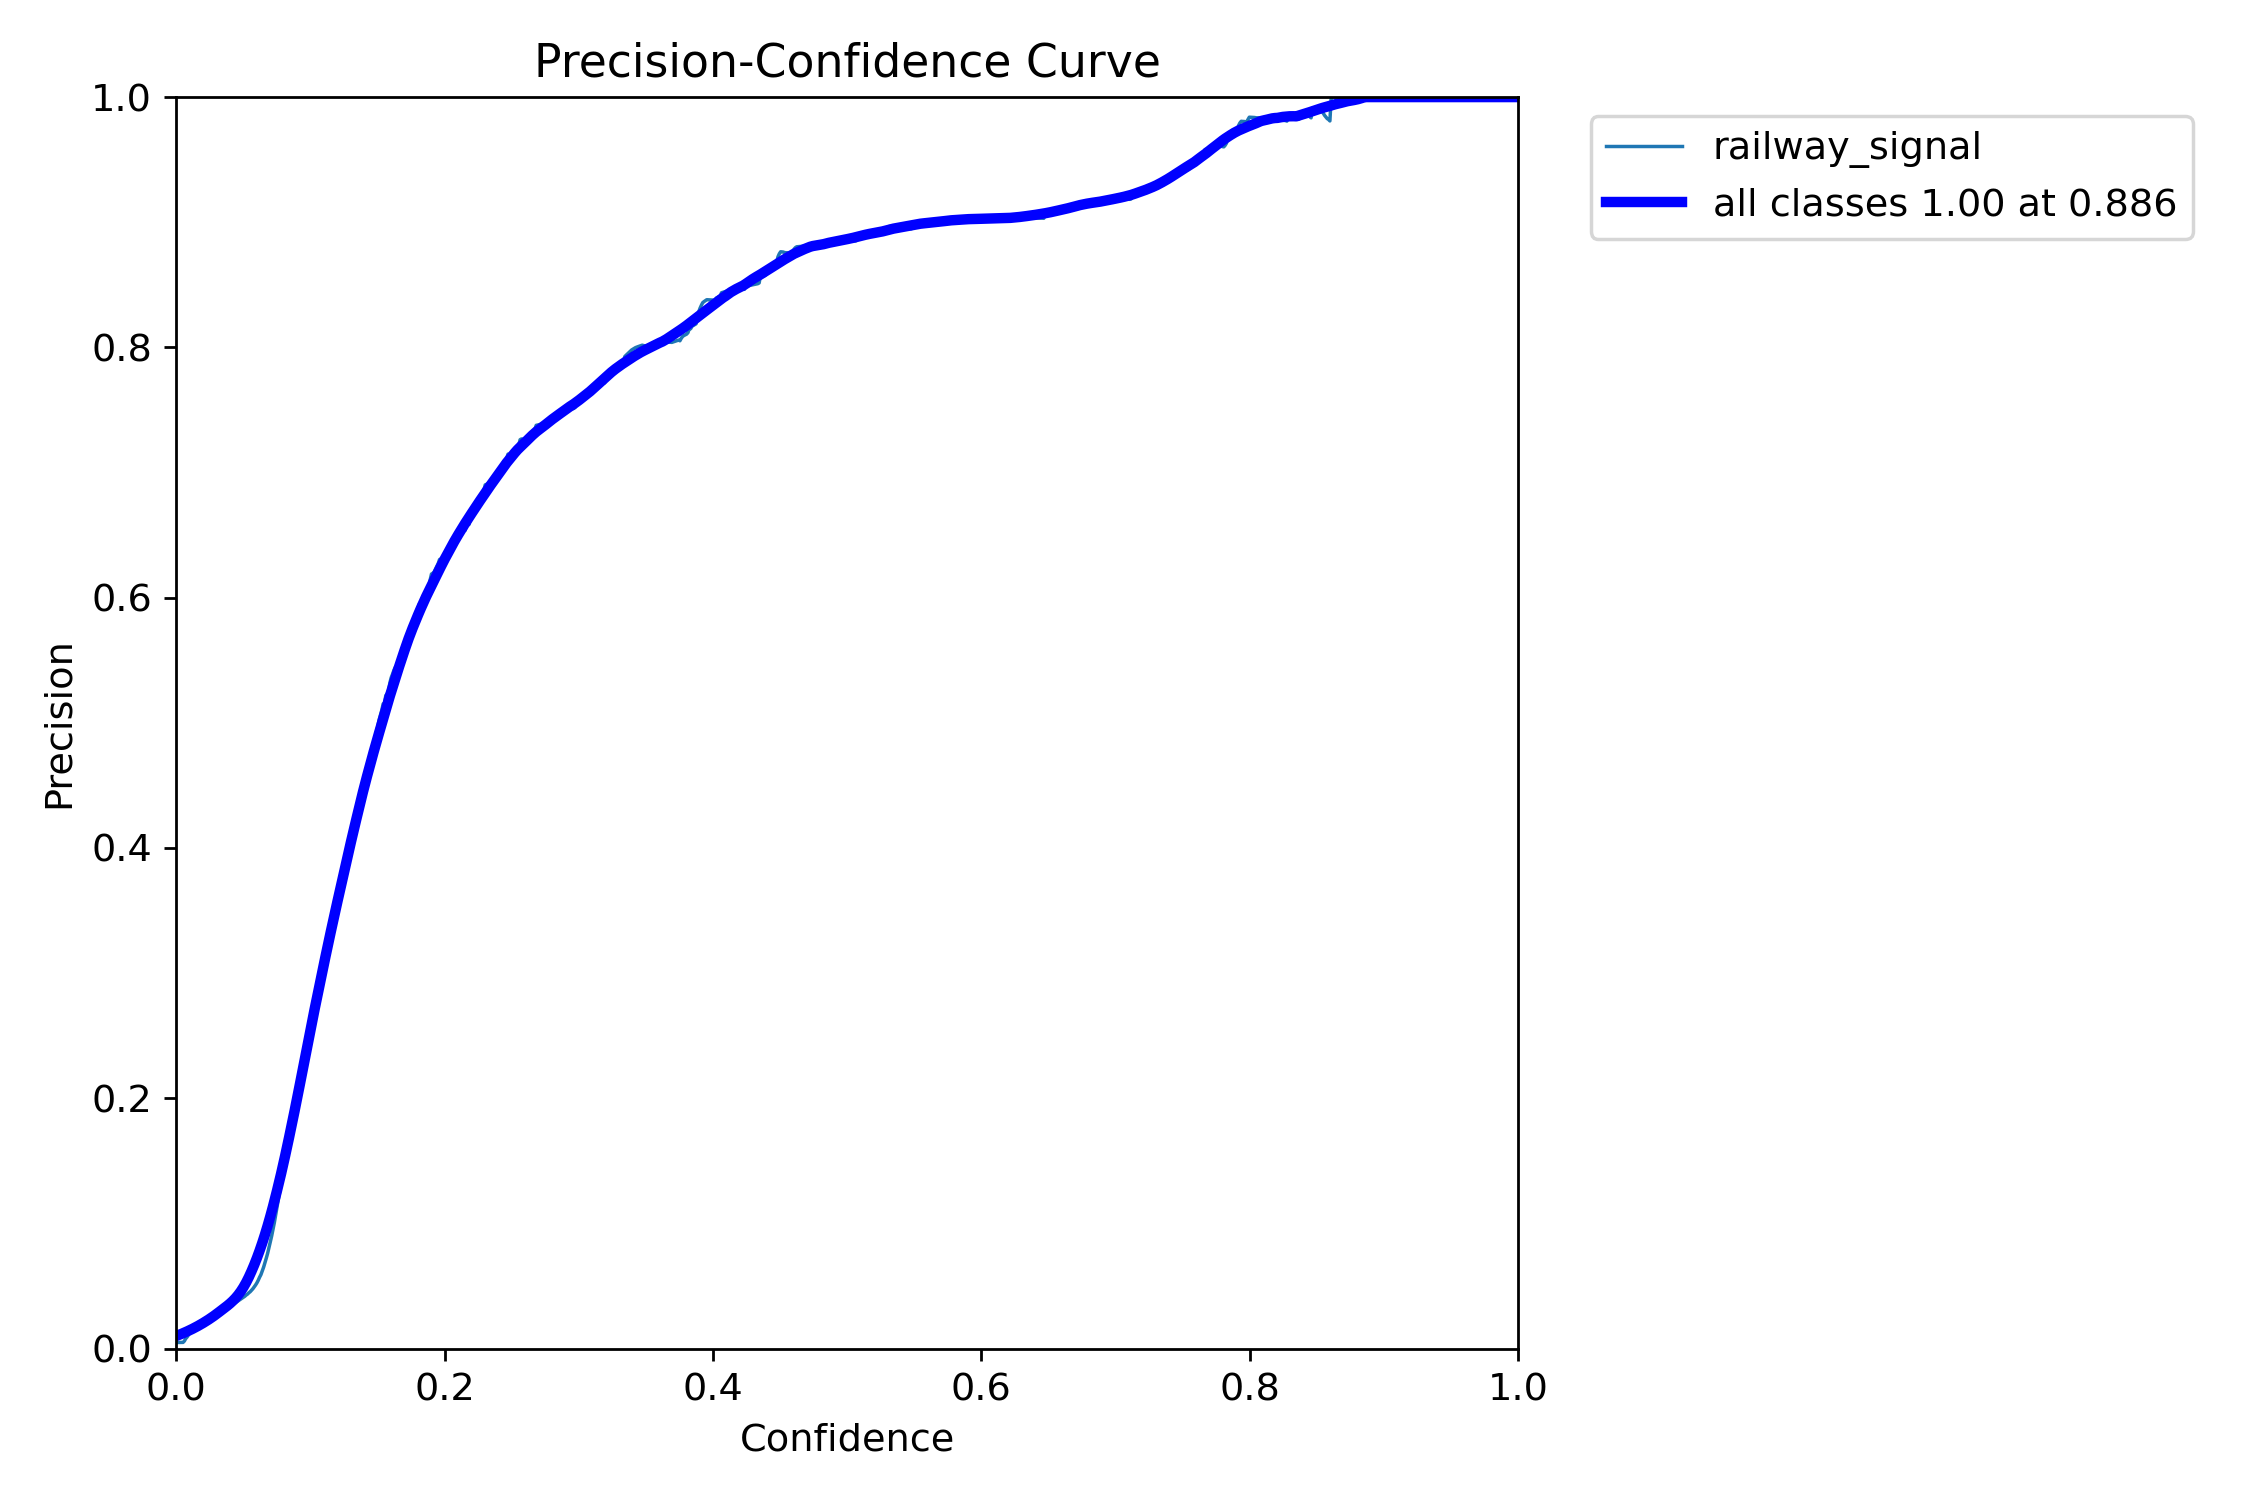 Precision-Confidence Curve
1.0
0.8
0.6
0.4
0.2
0.0
Precision
0.0 0.2 0.4 0.6 0.8 1.0
Confidence
railway_signal
all classes 1.00 at 0.886